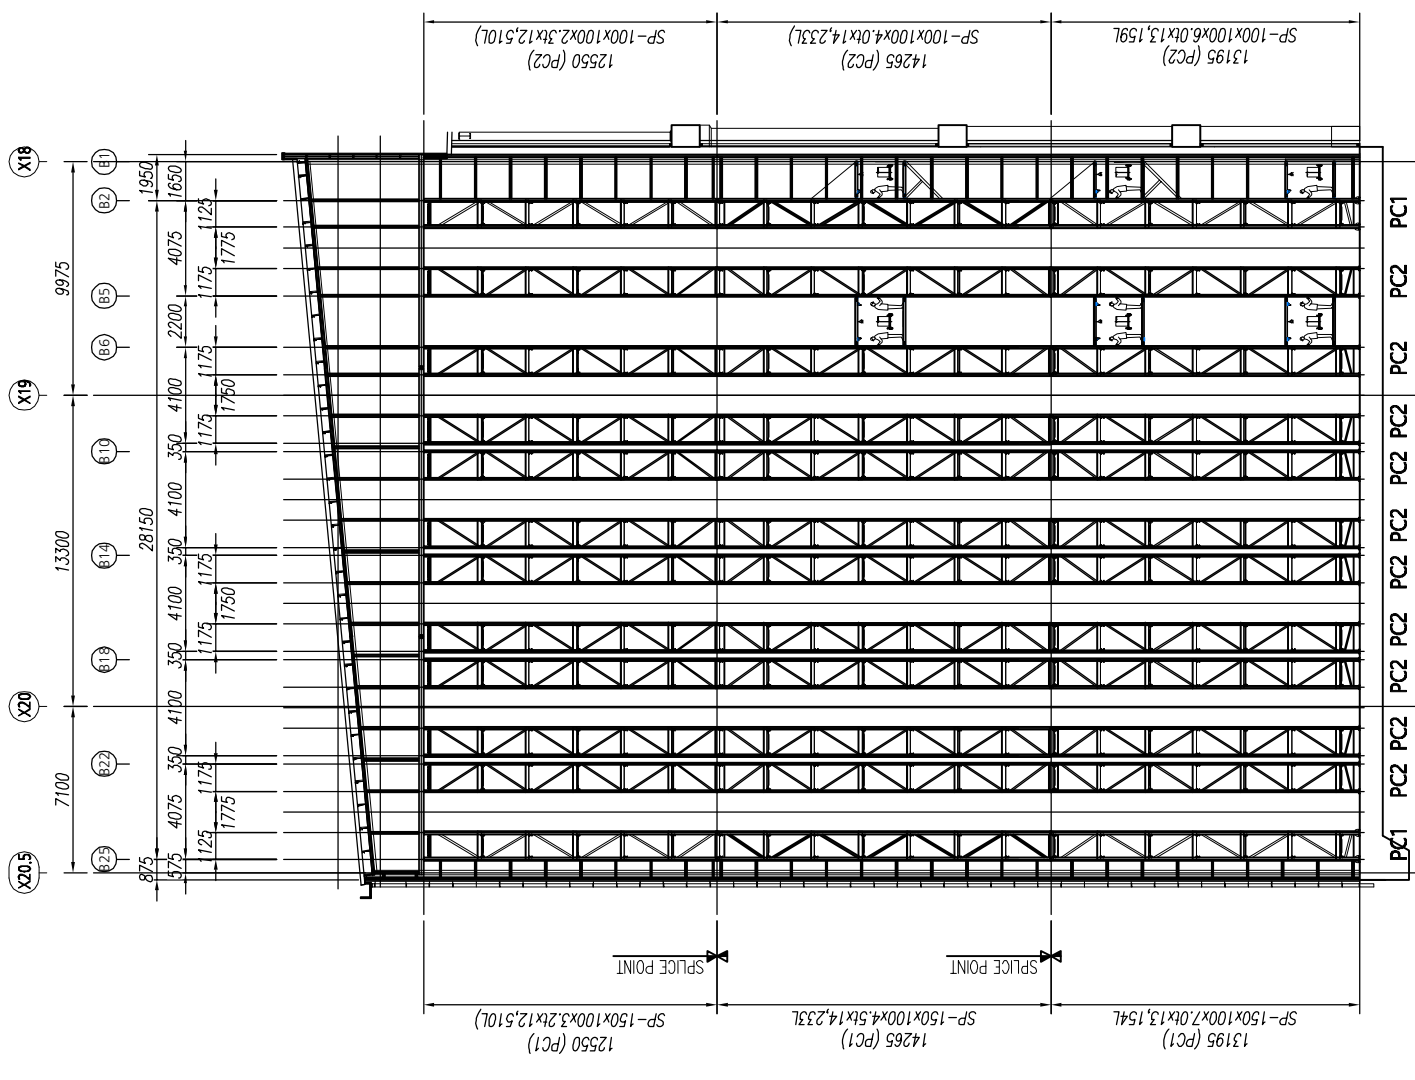 12550 (PC2)
SP-100x100x2.3tx12,510L)
14265 (PC2)
SP-100x100x4.0tx14,233L)
13195 (PC2)
SP-100x100x6.0tx13,159L
X18
X19
X20
X20.5
9975
13300
7100
B1
B2
B5
B6
B10
B14
B18
B22
B25
1950
28150
875
1650
4075
2200
4100
350
4100
350
4100
350
4100
350
4075
575
1125
1775
1175
1175
1750
1175
1175
1750
1175
1175
1775
1125
PC1
PC2
PC2
PC2
PC2
PC2
PC2
PC2
PC2
PC2
PC2
PC1
SPLICE POINT
SPLICE POINT
12550 (PC1)
SP-150x100x3.2tx12,510L)
14265 (PC1)
SP-150x100x4.5tx14,233L
13195 (PC1)
SP-150x100x7.0tx13,154L